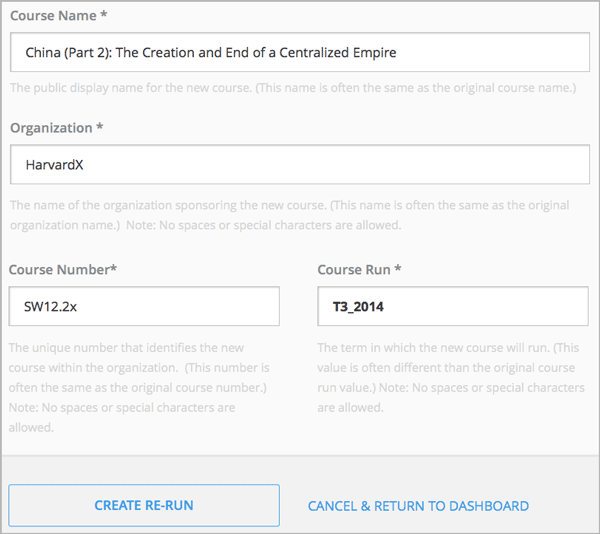 Course Name *
China (Part 2): The Creation and End of a Centralized Empire
The public display name for the new course. (This name is often the same as the original course name.)
Organization *
HarvardX
The name of the organization sponsoring the new course. (This name is often the same as the original
organization name.) Note: No spaces or special characters are allowed.
Course Number*
SW12.2x
The unique number that identifies the new
course within the organization. (This number is
often the same as the original course number.)
Note: No spaces or special characters are
allowed.
Course Run *
T3_2014
The term in which the new course will run. (This
value is often different than the original course
run value.) Note: No spaces or special characters
are allowed.
CREATE RE-RUN
CANCEL & RETURN TO DASHBOARD